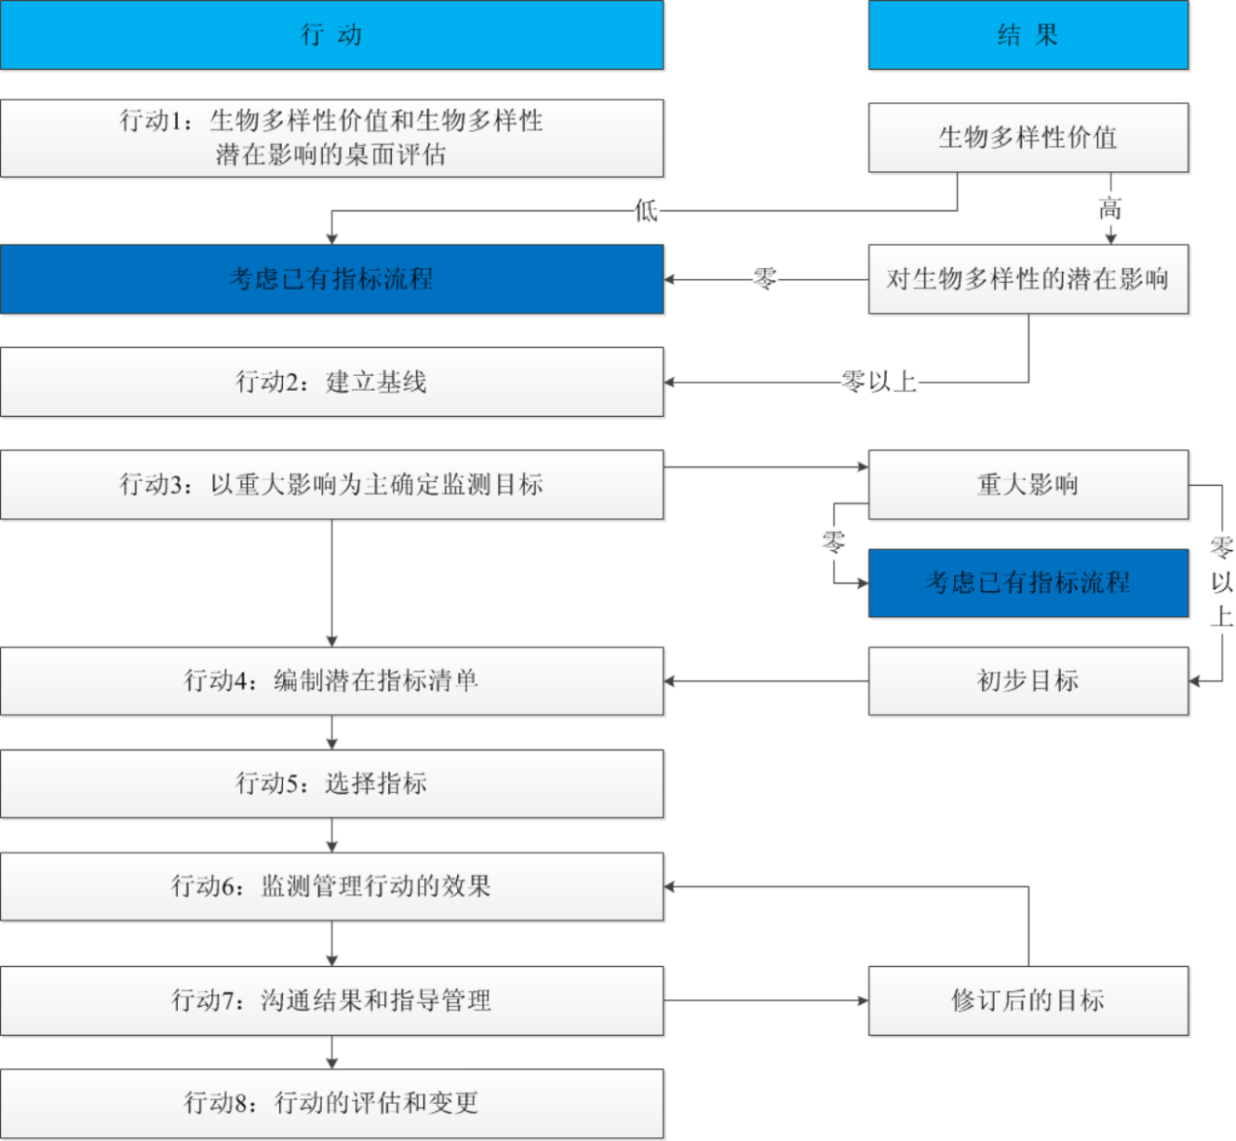 行 动
结 果
行动1：生物多样性价值和生物多样性
潜在影响的桌面评估
生物多样性价值
低
高
考虑已有指标流程
零
对生物多样性的潜在影响
行动2：建立基线
零以上
行动3：以重大影响为主确定监测目标
重大影响
零
零
以
上
考虑已有指标流程
行动4：编制潜在指标清单
初步目标
行动5：选择指标
行动6：监测管理行动的效果
行动7：沟通结果和指导管理
修订后的目标
行动8：行动的评估和变更